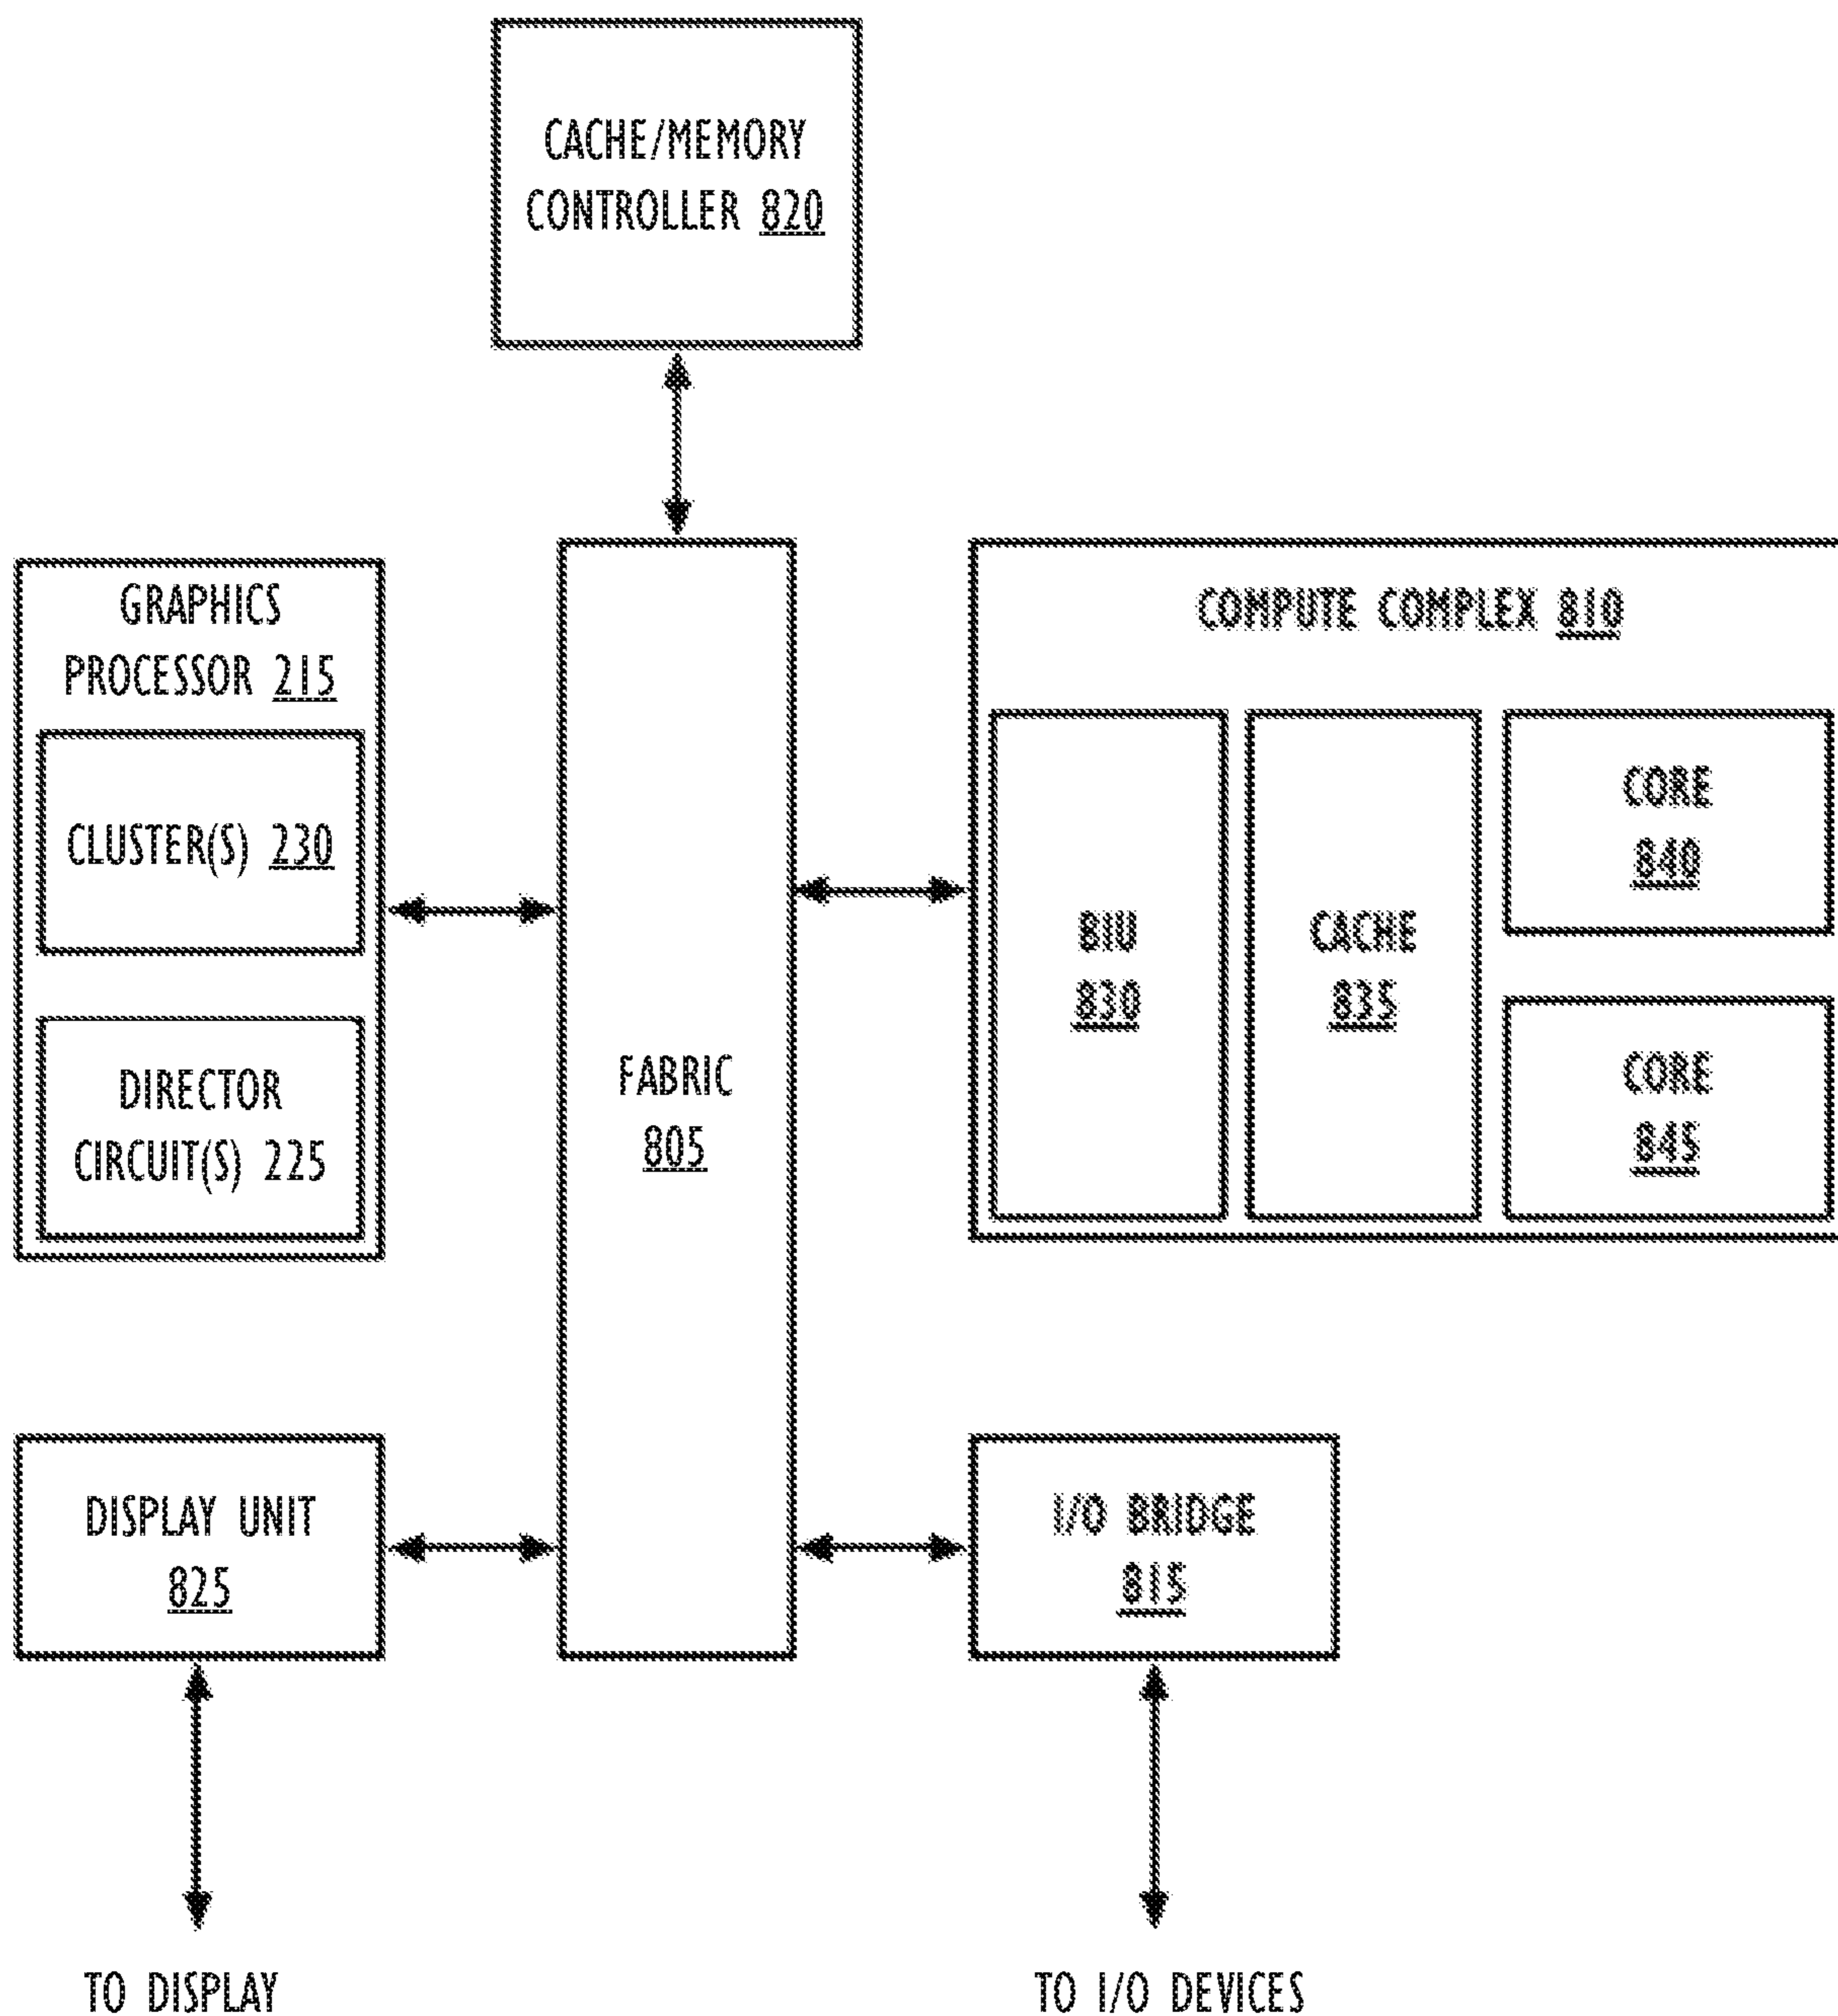 CACHE/MEMORY
CONTROLLER 820
GRAPHICS
PROCESSOR 215
CLUSTER(S) 230
DIRECTOR
CIRCUIT(S) 225
FABRIC
805
COMPUTE COMPLEX 810
BIU
830
CACHE
835
CORE
840
CORE
845
DISPLAY UNIT
825
I/O BRIDGE
815
TO DISPLAY
TO I/O DEVICES